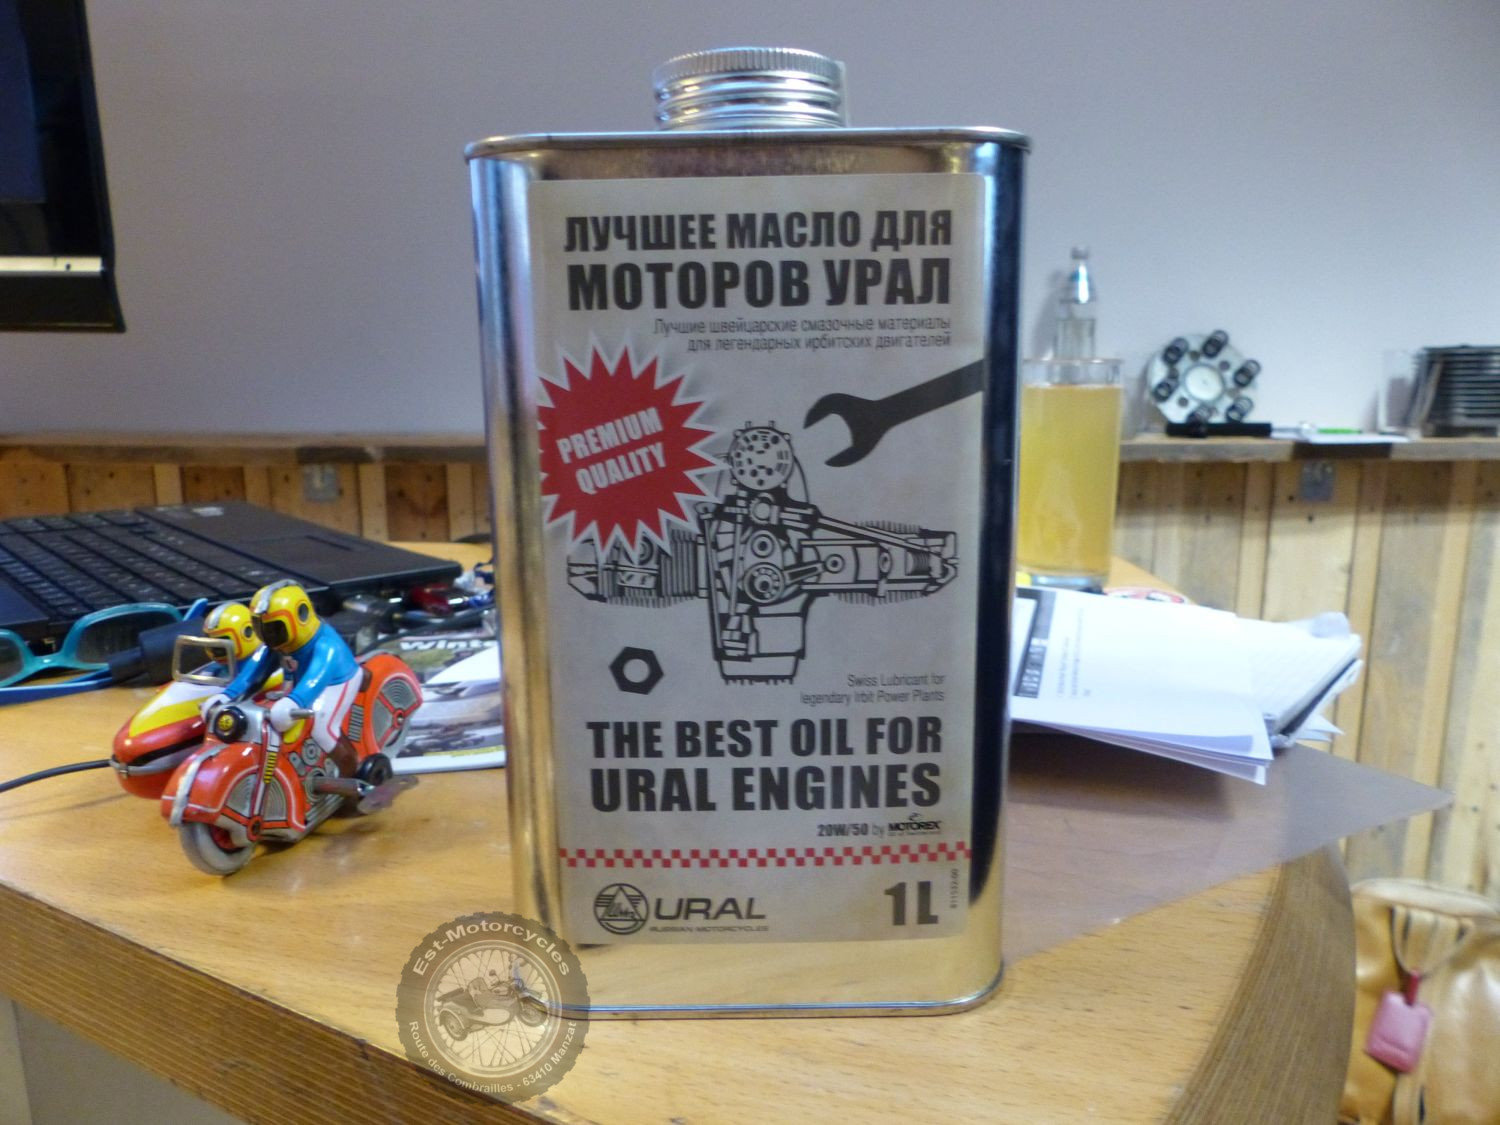 ЛУЧШЕЕ МАСЛО ДЛЯ
МОТОРОВ УРАЛ
Лучшие швейцарские смазочные материалы
для легендарных ирбитских двигателей
PREMIUM
QUALITY
Swiss Lubricant for
legendary Irbit Power Plants
THE BEST OIL FOR
URAL ENGINES
20W/50 by MOTOREX
URAL
RUSSIAN MOTORCYCLES
1L
Est-Motorcycles
Route des Combrailles - 63410 Manzat